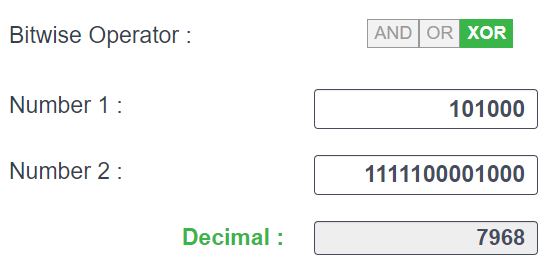 Bitwise Operator : AND OR XOR
Number 1 : 101000
Number 2 : 1111100001000
Decimal : 7968